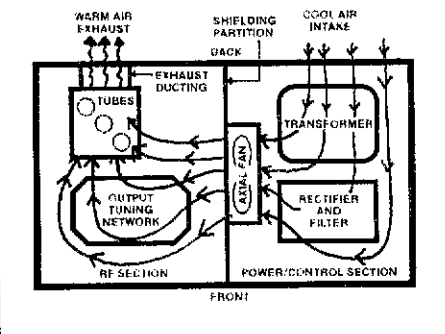 WARM AIR
EXHAUST
SHIELDING
PARTITION
COOL AIR
INTAKE
BACK
EXHAUST
DUCTING
TUBES
TRANSFORMER
AXIAL FAN
OUTPUT
TUNING
NETWORK
RECTIFIER
AND
FILTER
RF SECTION
POWER/CONTROL SECTION
FRONT